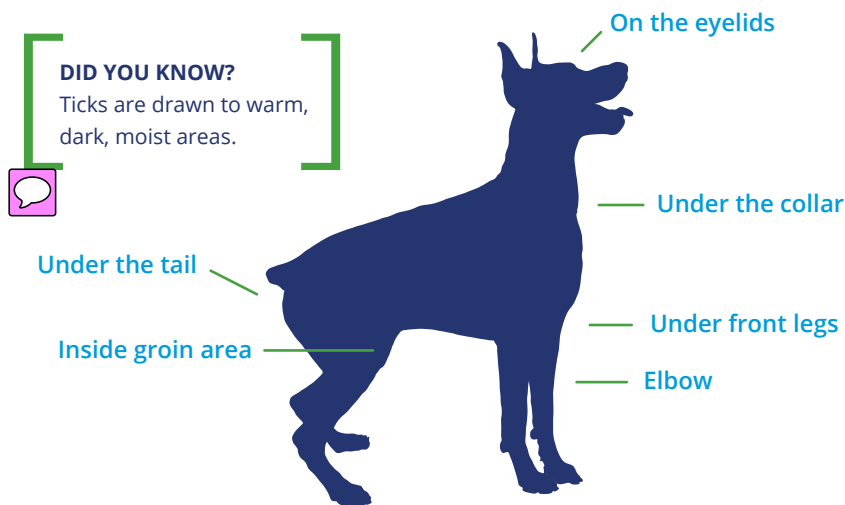 On the eyelids
DID YOU KNOW?
Ticks are drawn to warm,
dark, moist areas.
Under the collar
Under the tail
Under front legs
Inside groin area
Elbow